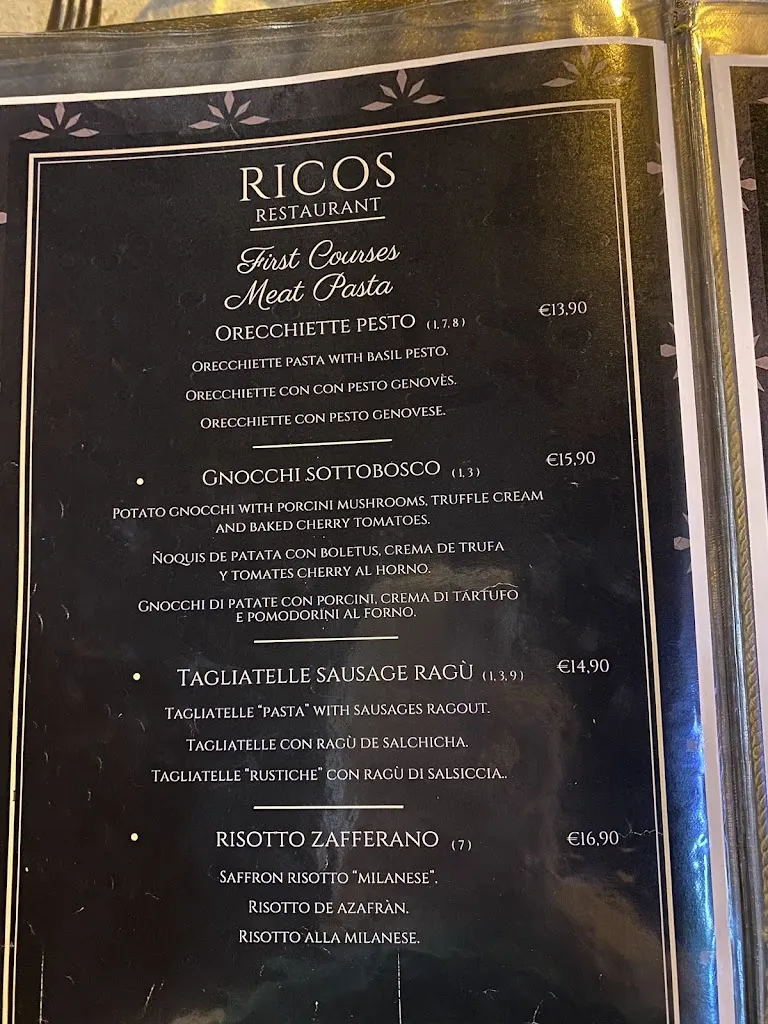 RICOS
RESTAURANT
First Courses
Meat Pasta
ORECCHIETTE PESTO (1, 7, 8) €13,90
ORECCHIETTE PASTA WITH BASIL PESTO.
ORECCHIETTE CON CON PESTO GENOVÈS.
ORECCHIETTE CON PESTO GENOVESE.
• GNOCCHI SOTTOBOSCO (1, 3) €15,90
POTATO GNOCCHI WITH PORCINI MUSHROOMS, TRUFFLE CREAM
AND BAKED CHERRY TOMATOES.
ÑOQUIS DE PATATA CON BOLETUS, CREMA DE TRUFA
Y TOMATES CHERRY AL HORNO.
GNOCCHI DI PATATE CON PORCINI, CREMA DI TARTUFO
E POMODORINI AL FORNO.
• TAGLIATELLE SAUSAGE RAGÙ (1, 3, 9) €14,90
TAGLIATELLE "PASTA" WITH SAUSAGES RAGOUT.
TAGLIATELLE CON RAGÙ DE SALCHICHA.
TAGLIATELLE "RUSTICHE" CON RAGÙ DI SALSICCIA..
• RISOTTO ZAFFERANO (7) €16,90
SAFFRON RISOTTO "MILANESE".
RISOTTO DE AZAFRÀN.
RISOTTO ALLA MILANESE.